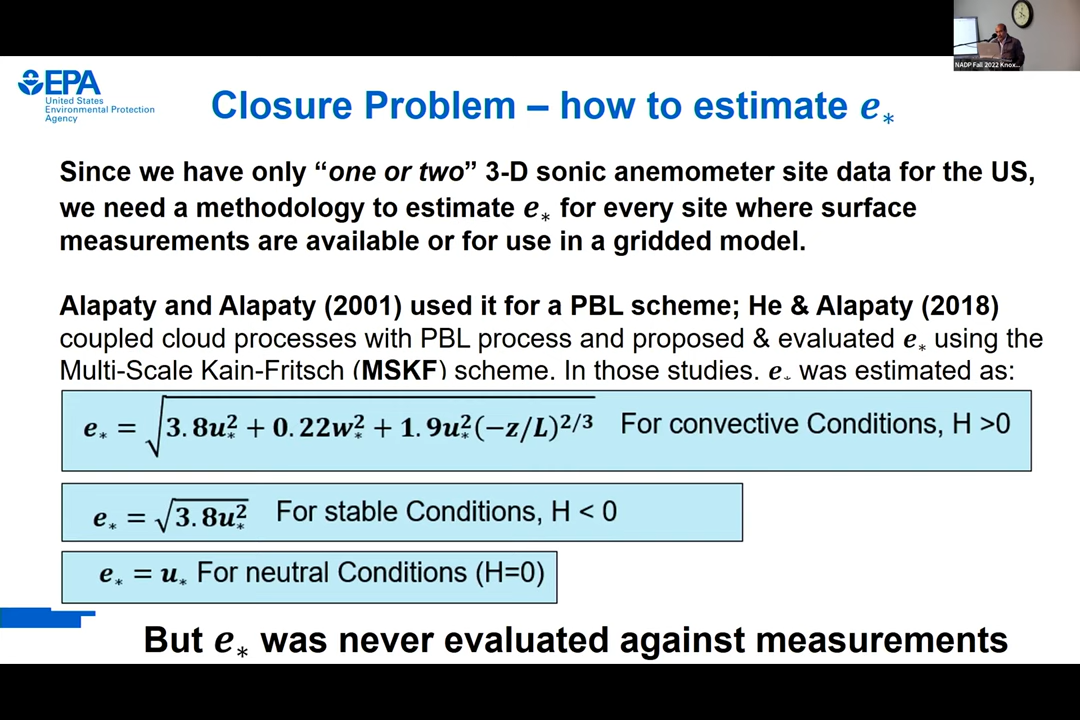 NADP Fall 2022 Knox...
EPA
United States
Environmental Protection
Agency
Closure Problem – how to estimate e*
Since we have only “one or two” 3-D sonic anemometer site data for the US,
we need a methodology to estimate e* for every site where surface
measurements are available or for use in a gridded model.
Alapaty and Alapaty (2001) used it for a PBL scheme; He & Alapaty (2018)
coupled cloud processes with PBL process and proposed & evaluated e* using the
Multi-Scale Kain-Fritsch (MSKF) scheme. In those studies. e* was estimated as:
e* = √3.8u*² + 0.22w*² + 1.9u*²(−z/L)²ᐟ³ For convective Conditions, H >0
e* = √3.8u*² For stable Conditions, H < 0
e* = u* For neutral Conditions (H=0)
But e* was never evaluated against measurements